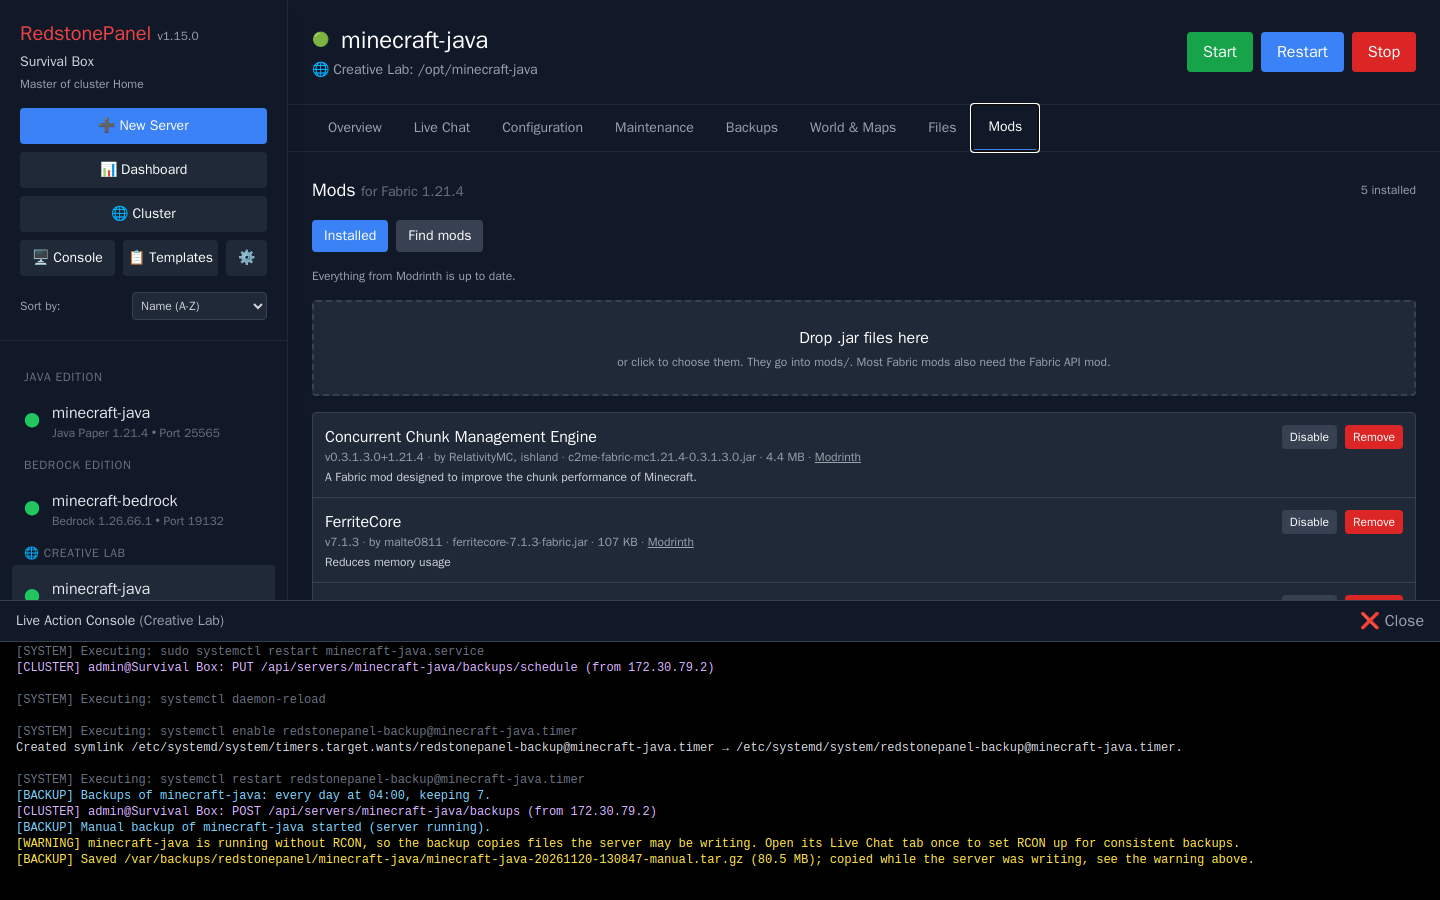 RedstonePanel v1.15.0
Survival Box
Master of cluster Home
➕ New Server
📊 Dashboard
🌐 Cluster
🖥️ Console
📋 Templates
⚙️
Sort by:
Name (A-Z)
JAVA EDITION
minecraft-java
Java Paper 1.21.4 • Port 25565
BEDROCK EDITION
minecraft-bedrock
Bedrock 1.26.66.1 • Port 19132
🌐 CREATIVE LAB
minecraft-java
minecraft-java
🌐 Creative Lab: /opt/minecraft-java
Start
Restart
Stop
Overview
Live Chat
Configuration
Maintenance
Backups
World & Maps
Files
Mods
Mods for Fabric 1.21.4
5 installed
Installed
Find mods
Everything from Modrinth is up to date.
Drop .jar files here
or click to choose them. They go into mods/. Most Fabric mods also need the Fabric API mod.
Concurrent Chunk Management Engine
v0.3.1.3.0+1.21.4 · by RelativityMC, ishland · c2me-fabric-mc1.21.4-0.3.1.3.0.jar · 4.4 MB · Modrinth
A Fabric mod designed to improve the chunk performance of Minecraft.
Disable
Remove
FerriteCore
v7.1.3 · by malte0811 · ferritecore-7.1.3-fabric.jar · 107 KB · Modrinth
Reduces memory usage
Disable
Remove
Live Action Console (Creative Lab)
❌ Close
[SYSTEM] Executing: sudo systemctl restart minecraft-java.service
[CLUSTER] admin@Survival Box: PUT /api/servers/minecraft-java/backups/schedule (from 172.30.79.2)
[SYSTEM] Executing: systemctl daemon-reload
[SYSTEM] Executing: systemctl enable redstonepanel-backup@minecraft-java.timer
Created symlink /etc/systemd/system/timers.target.wants/redstonepanel-backup@minecraft-java.timer → /etc/systemd/system/redstonepanel-backup@minecraft-java.timer.
[SYSTEM] Executing: systemctl restart redstonepanel-backup@minecraft-java.timer
[BACKUP] Backups of minecraft-java: every day at 04:00, keeping 7.
[CLUSTER] admin@Survival Box: POST /api/servers/minecraft-java/backups (from 172.30.79.2)
[BACKUP] Manual backup of minecraft-java started (server running).
[WARNING] minecraft-java is running without RCON, so the backup copies files the server may be writing. Open its Live Chat tab once to set RCON up for consistent backups.
[BACKUP] Saved /var/backups/redstonepanel/minecraft-java/minecraft-java-20261120-130847-manual.tar.gz (80.5 MB); copied while the server was writing, see the warning above.